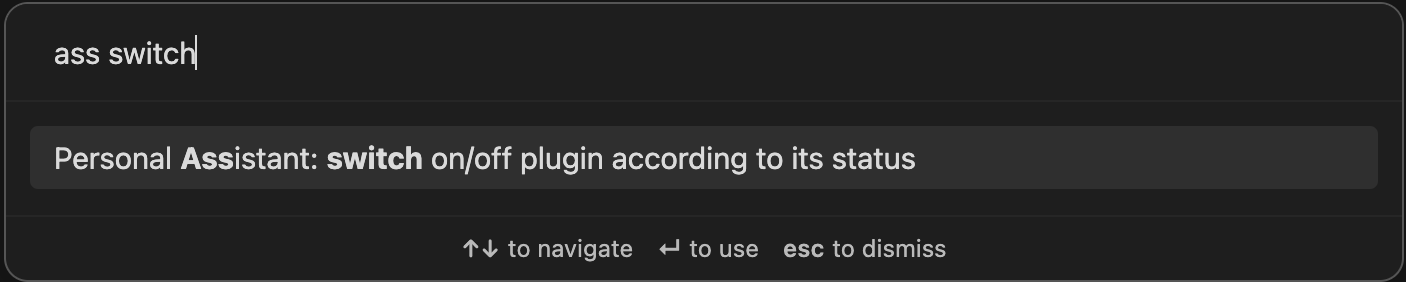 ass switch
Personal Assistant: switch on/off plugin according to its status
↑↓ to navigate ↵ to use esc to dismiss